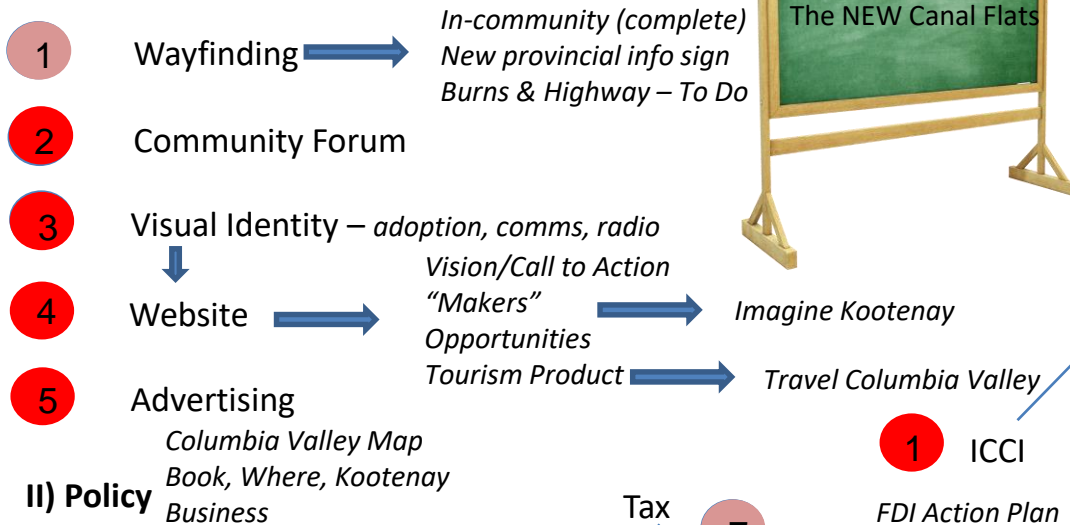 The NEW Canal Flats
1 Wayfinding
In-community (complete)
New provincial info sign
Burns & Highway – To Do
2 Community Forum
3 Visual Identity – adoption, comms, radio
4 Website
Vision/Call to Action
“Makers”
Opportunities
Tourism Product
Imagine Kootenay
Travel Columbia Valley
5 Advertising
Columbia Valley Map
Book, Where, Kootenay
Business
1 ICCI
FDI Action Plan
II) Policy
Tax